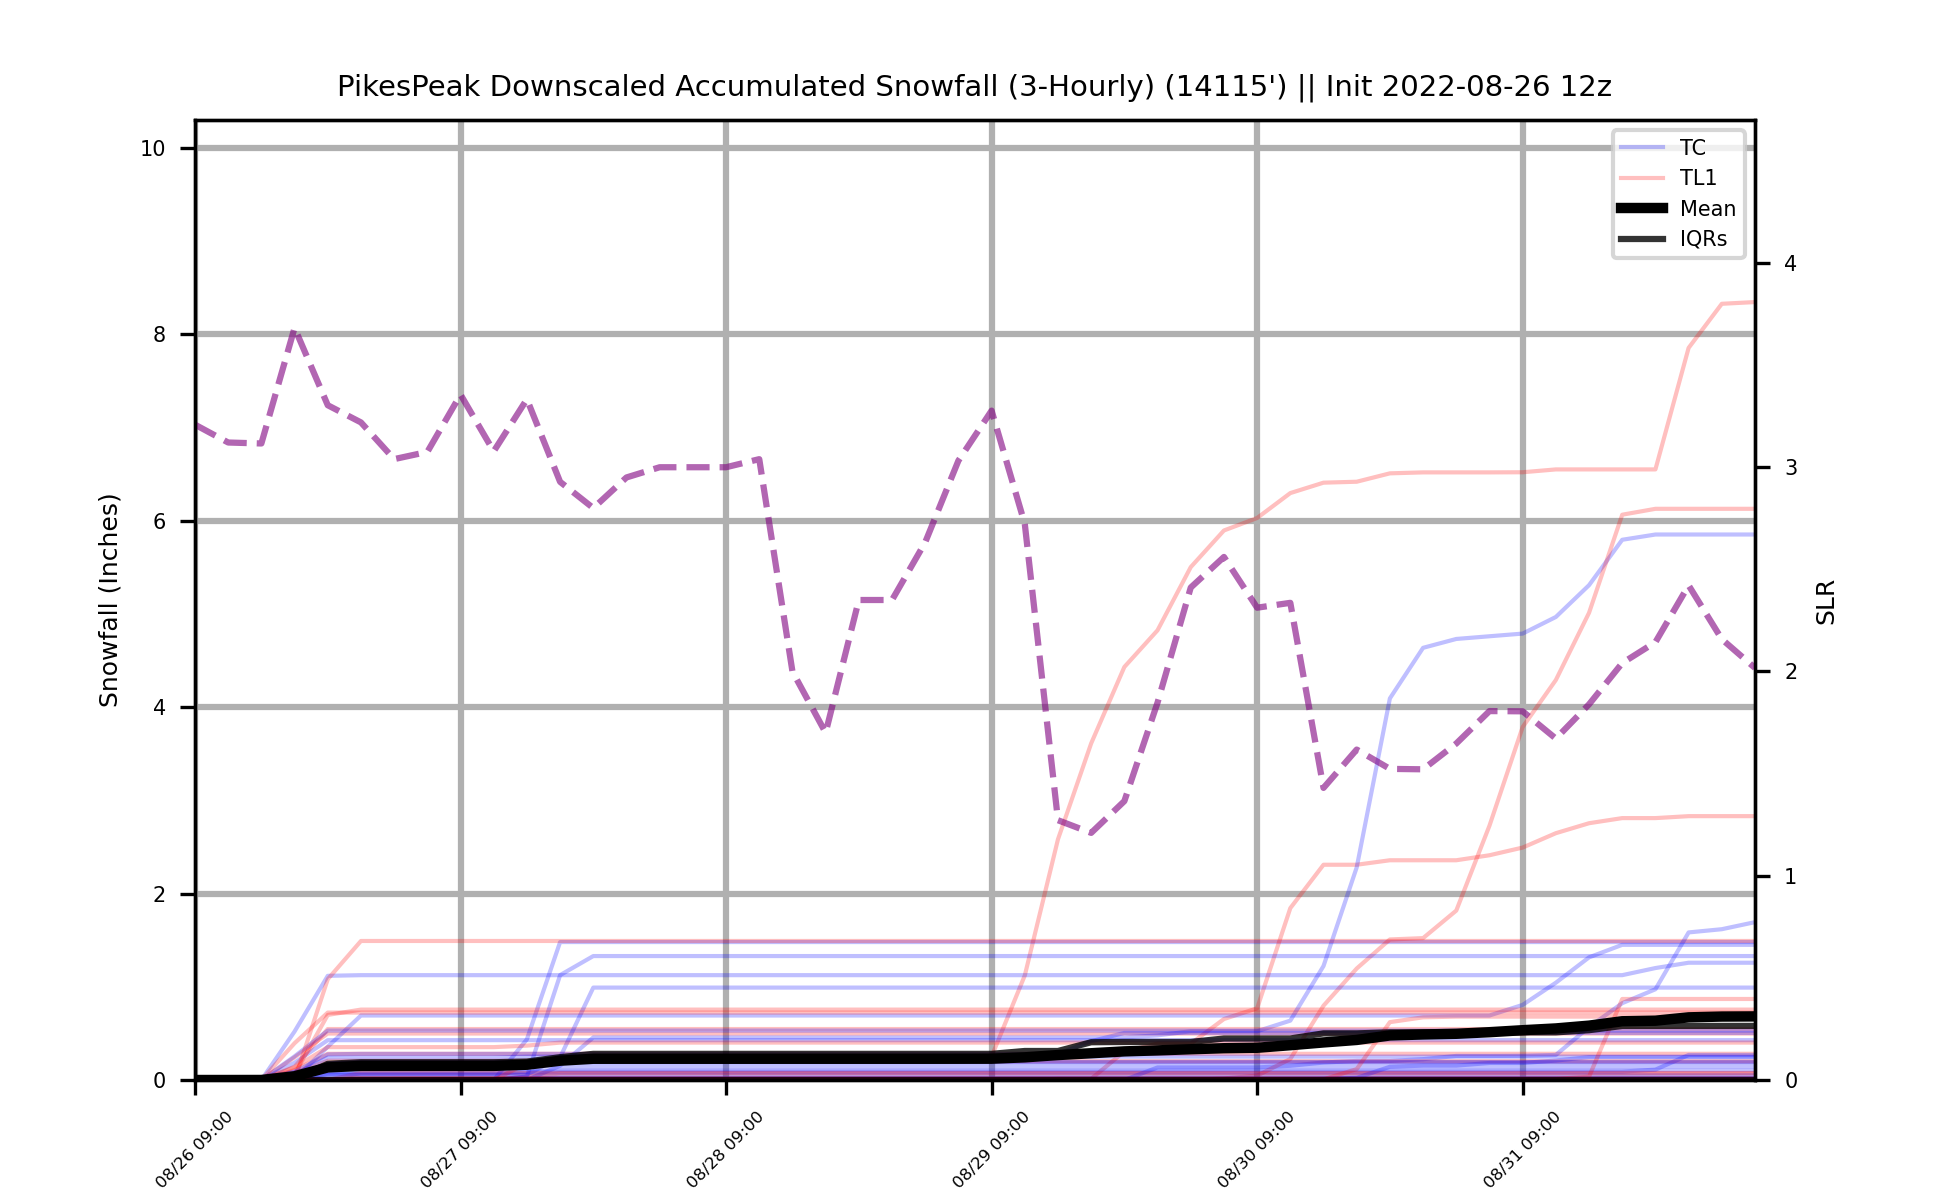 PikesPeak Downscaled Accumulated Snowfall (3-Hourly) (14115') || Init 2022-08-26 12z
TC
TL1
Mean
IQRs
Snowfall (Inches)
10
8
6
4
2
0
SLR
4
3
2
1
0
08/26 09:00
08/27 09:00
08/28 09:00
08/29 09:00
08/30 09:00
08/31 09:00